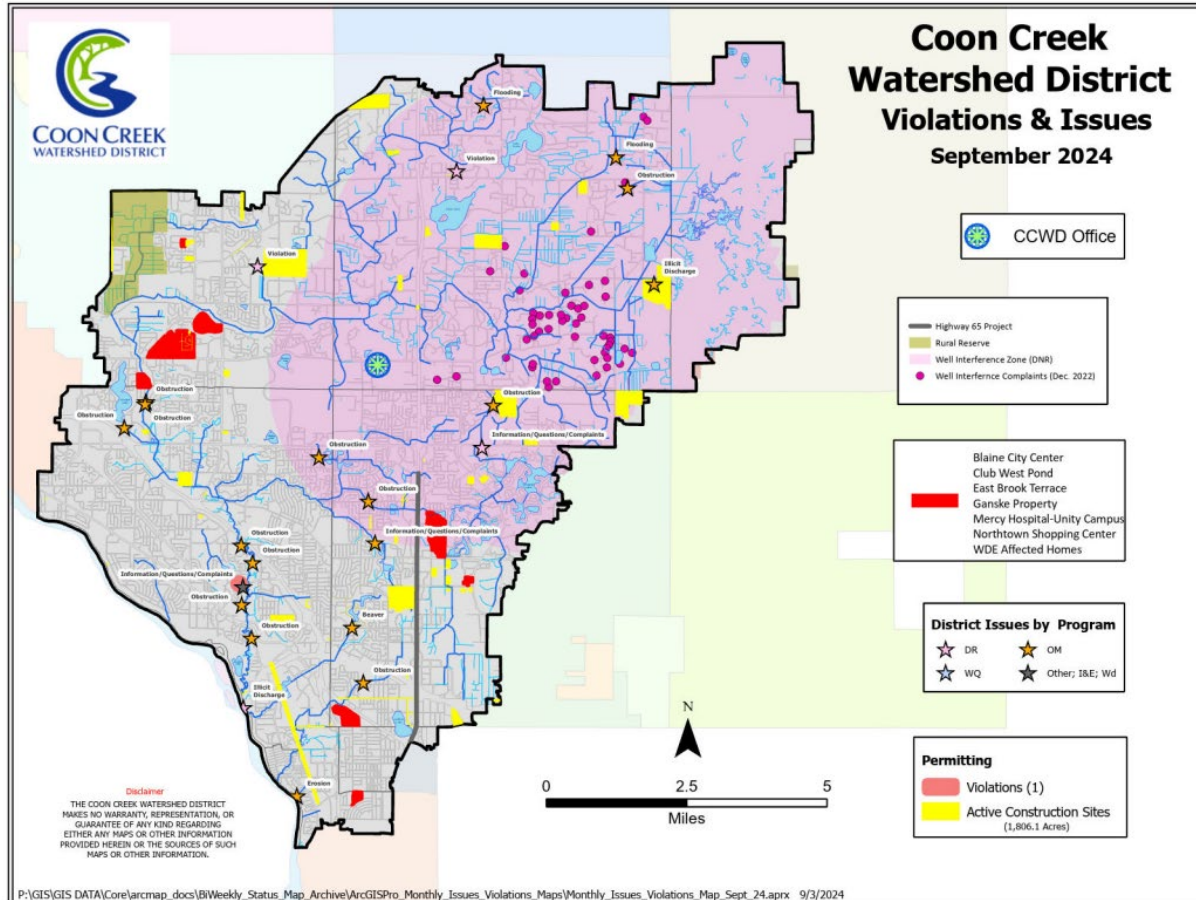 COON CREEK
WATERSHED DISTRICT
Coon Creek
Watershed District
Violations & Issues
September 2024
CCWD Office
Highway 65 Project
Rural Reserve
Well Interference Zone (DNR)
Well Interfernce Complaints (Dec. 2022)
Blaine City Center
Club West Pond
East Brook Terrace
Ganske Property
Mercy Hospital-Unity Campus
Northtown Shopping Center
WDE Affected Homes
District Issues by Program
DR
OM
WQ
Other; I&E; Wd
Permitting
Violations (1)
Active Construction Sites
(1,806.1 Acres)
Flooding
Flooding
Violation
Obstruction
Violation
Illicit
Discharge
Obstruction
Obstruction
Obstruction
Obstruction
Information/Questions/Complaints
Obstruction
Obstruction
Information/Questions/Complaints
Obstruction
Obstruction
Information/Questions/Complaints
Obstruction
Beaver
Obstruction
Obstruction
Illicit
Discharge
Erosion
N
0
2.5
5
Miles
Disclaimer
THE COON CREEK WATERSHED DISTRICT
MAKES NO WARRANTY, REPRESENTATION, OR
GUARANTEE OF ANY KIND REGARDING
EITHER ANY MAPS OR OTHER INFORMATION
PROVIDED HEREIN OR THE SOURCES OF SUCH
MAPS OR OTHER INFORMATION.
P:\GIS\GIS DATA\Core\arcmap_docs\BiWeekly_Status_Map_Archive\ArcGISPro_Monthly_Issues_Violations_Maps\Monthly_Issues_Violations_Map_Sept_24.aprx 9/3/2024